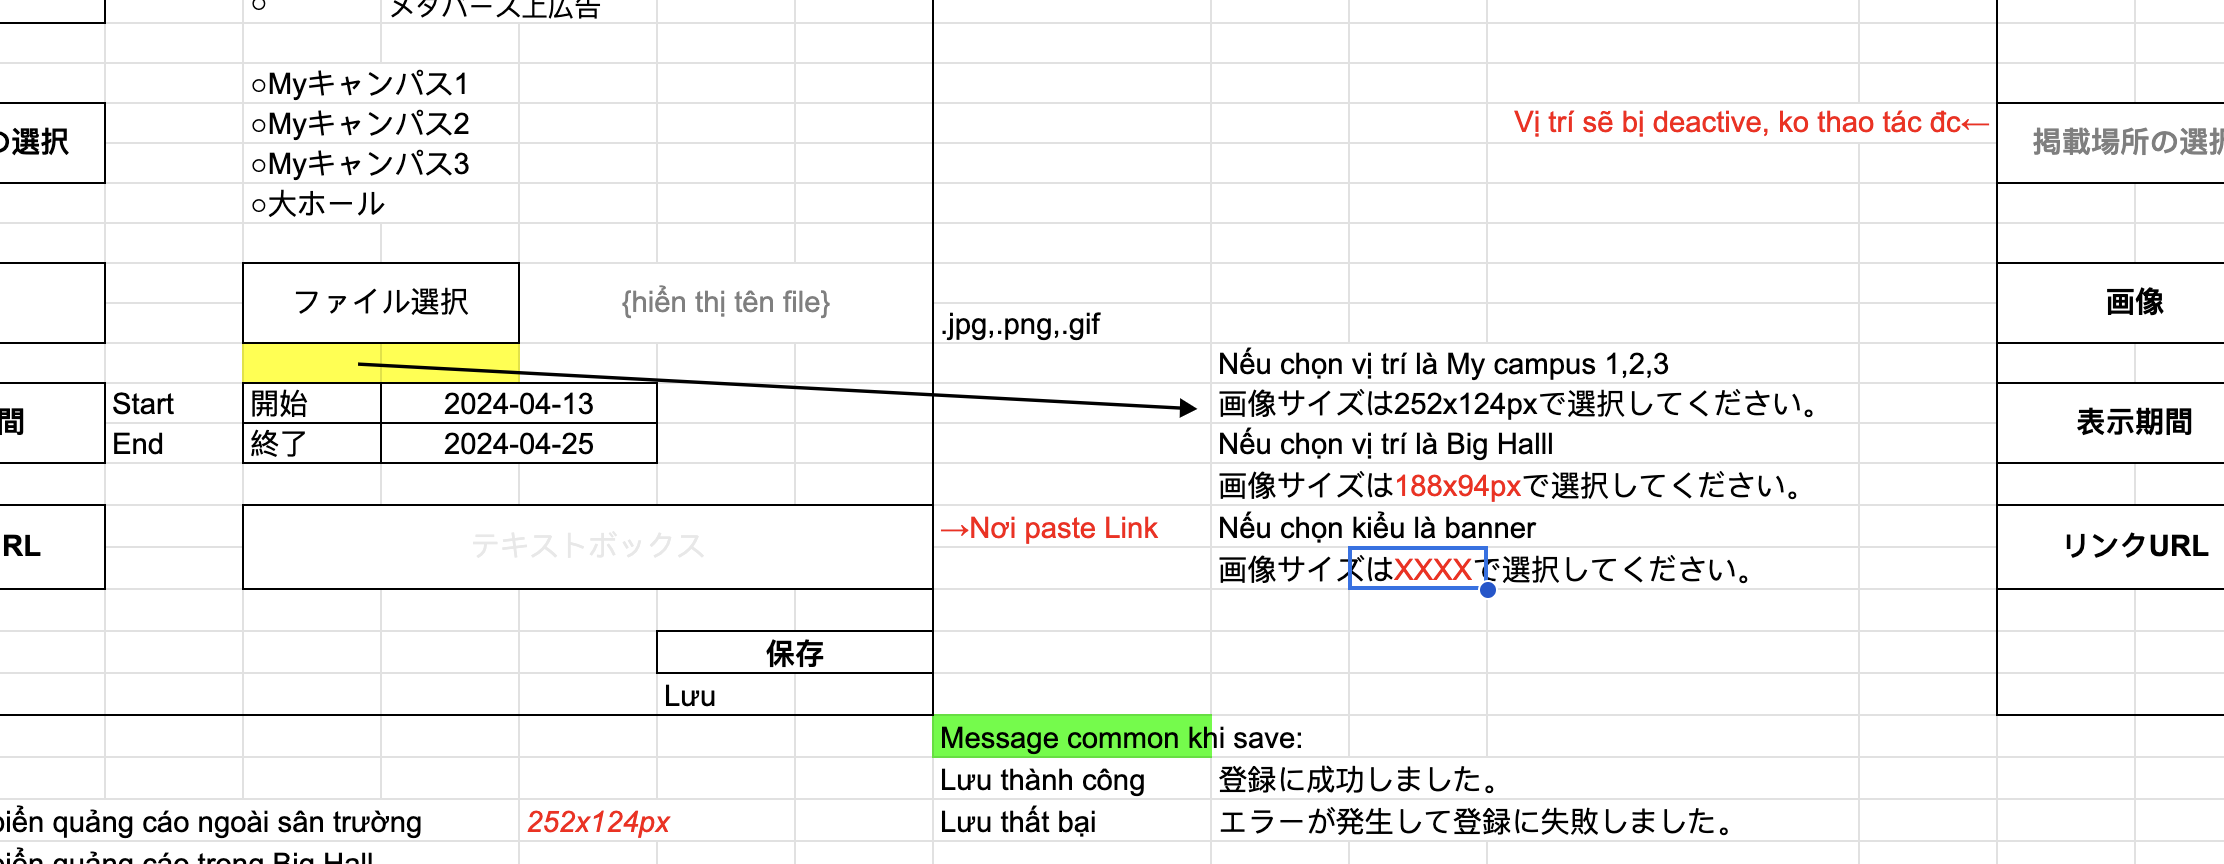 ○ メタバース上広告
○Myキャンパス1
○Myキャンパス2
Vị trí sẽ bị deactive, ko thao tác đc←
の選択
掲載場所の選択
○Myキャンパス3
○大ホール
ファイル選択
{hiển thị tên file}
.jpg,.png,.gif
画像
Nếu chọn vị trí là My campus 1,2,3
間
Start 開始 2024-04-13
画像サイズは252x124pxで選択してください。
表示期間
End 終了 2024-04-25
Nếu chọn vị trí là Big Halll
画像サイズは188x94pxで選択してください。
RL
テキストボックス
→Nơi paste Link
Nếu chọn kiểu là banner
リンクURL
画像サイズはXXXXで選択してください。
保存
Lưu
Message common khi save:
Lưu thành công 登録に成功しました。
biển quảng cáo ngoài sân trường 252x124px
Lưu thất bại エラーが発生して登録に失敗しました。
biển quảng cáo trong Big Hall